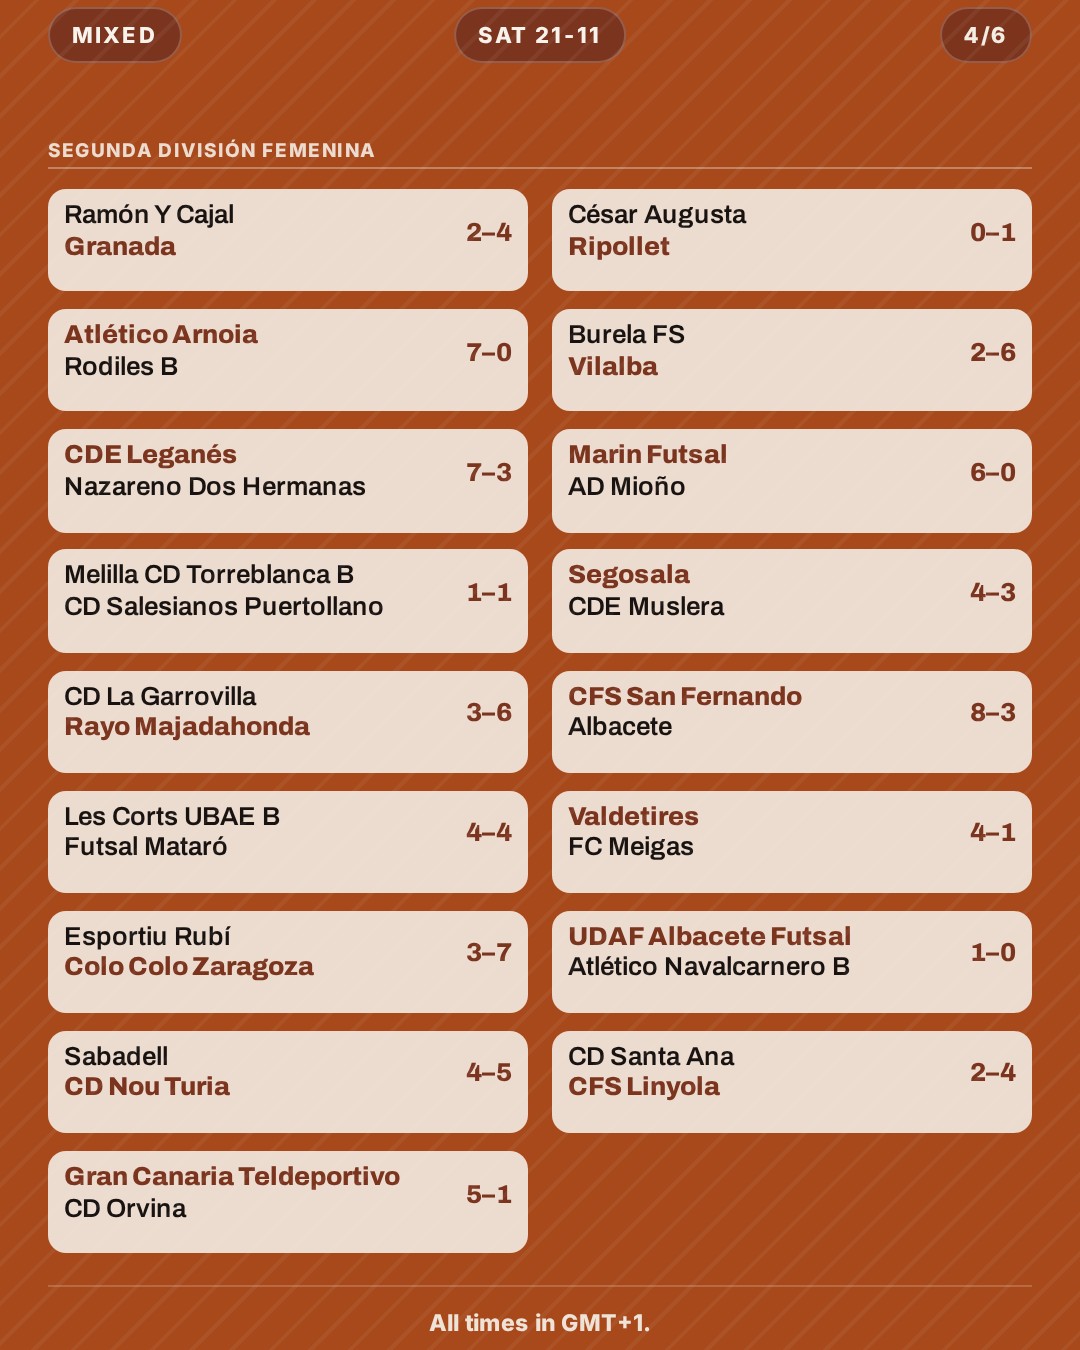 MIXED
SAT 21-11
4/6
SEGUNDA DIVISIÓN FEMENINA
Ramón Y Cajal
Granada
2–4
César Augusta
Ripollet
0–1
Atlético Arnoia
Rodiles B
7–0
Burela FS
Vilalba
2–6
CDE Leganés
Nazareno Dos Hermanas
7–3
Marin Futsal
AD Mioño
6–0
Melilla CD Torreblanca B
CD Salesianos Puertollano
1–1
Segosala
CDE Muslera
4–3
CD La Garrovilla
Rayo Majadahonda
3–6
CFS San Fernando
Albacete
8–3
Les Corts UBAE B
Futsal Mataró
4–4
Valdetires
FC Meigas
4–1
Esportiu Rubí
Colo Colo Zaragoza
3–7
UDAF Albacete Futsal
Atlético Navalcarnero B
1–0
Sabadell
CD Nou Turia
4–5
CD Santa Ana
CFS Linyola
2–4
Gran Canaria Teldeportivo
CD Orvina
5–1
All times in GMT+1.